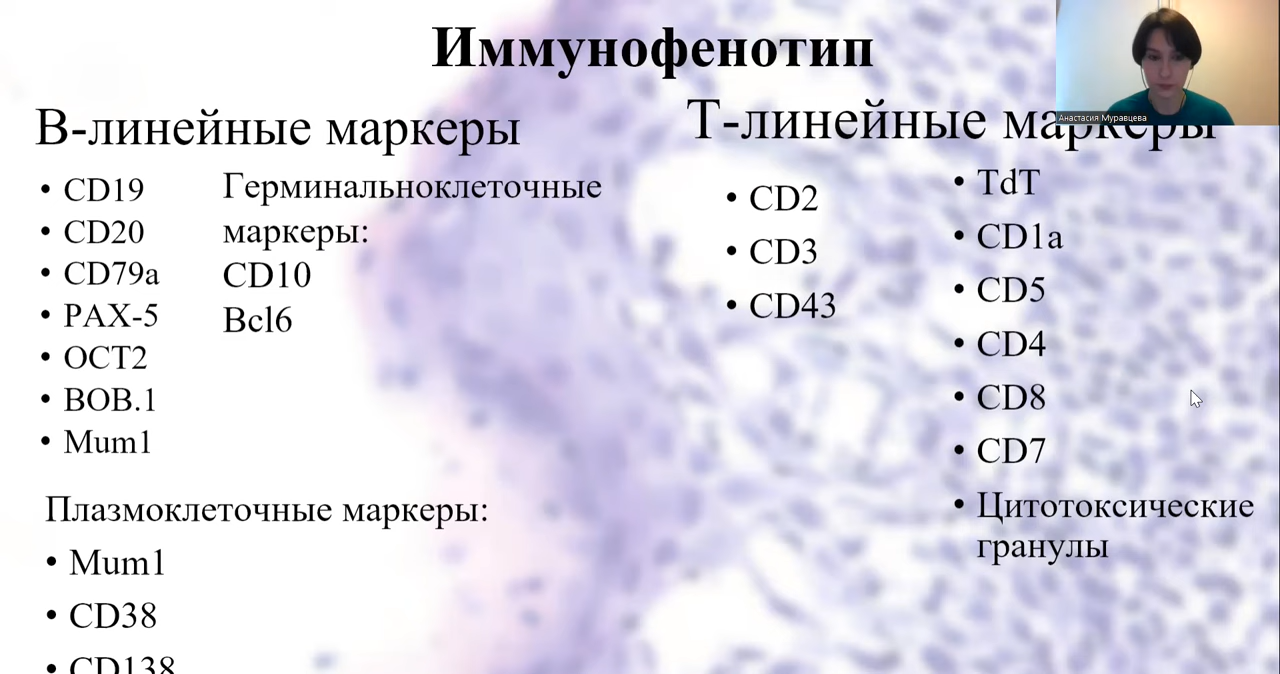 Иммунофенотип
В-линейные маркеры
• CD19
• CD20
• CD79a
• PAX-5
• OCT2
• BOB.1
• Mum1
Герминальноклеточные
маркеры:
CD10
Bcl6
Плазмоклеточные маркеры:
• Mum1
• CD38
• CD138
Т-линейные маркеры
• CD2
• CD3
• CD43
• TdT
• CD1a
• CD5
• CD4
• CD8
• CD7
• Цитотоксические
гранулы
Анастасия Муравцева